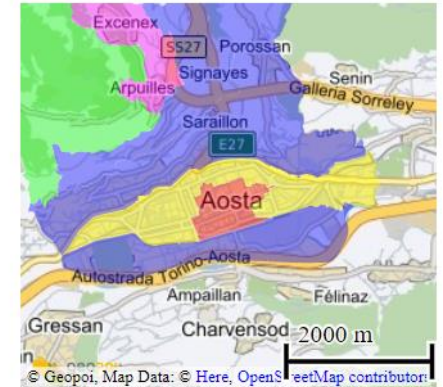 Excenex
SS27
Porossan
Signayes
Senin
Arpuilles
Galleria Sorreley
Saraillon
E27
Aosta
Autostrada Torino-Aosta
Ampaillan
Félinaz
Gressan
Charvensod
2000 m
© Geopoi, Map Data: © Here, OpenStreetMap contributors